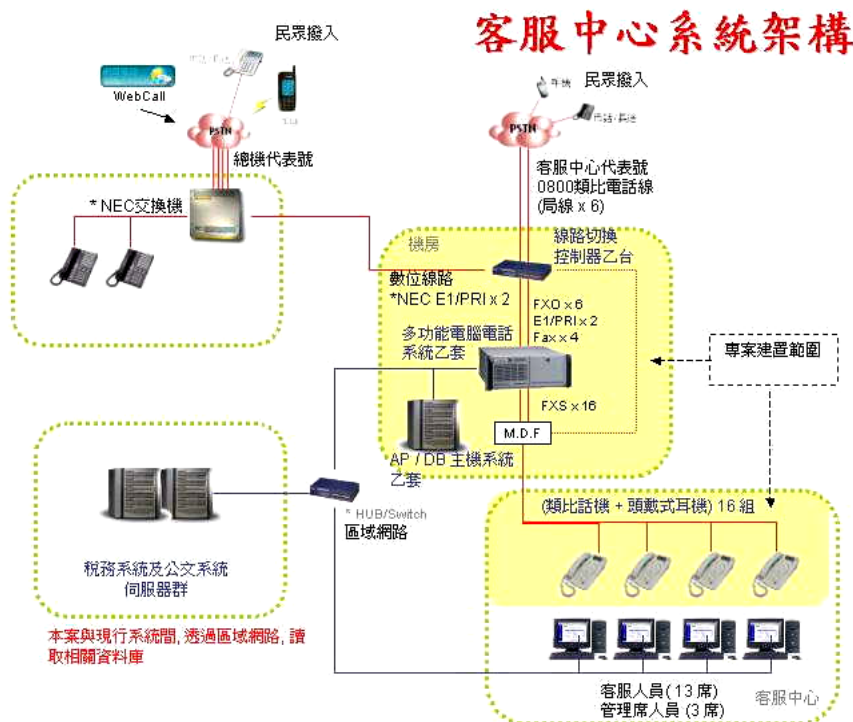 客服中心系統架構
民眾撥入
WebCall
PSTN
總機代表號
手機
民眾撥入
PSTN
客服中心代表號
0800類比電話線
(局線 x 6)
*NEC交換機
機房
線路切換
控制器乙台
數位線路
*NEC E1/PRI x 2
FXO x 6
E1/PRI x 2
Fax x 4
多功能電腦電話
系統乙套
專案建置範圍
FXS x 16
M.D.F
AP / DB 主機系統
乙套
* HUB/Switch
區域網路
(類比話機 + 頭戴式耳機) 16 組
稅務系統及公文系統
伺服器群
本案與現行系統間, 透過區域網路, 讀
取相關資料庫
客服人員( 13 席)
管理席人員 (3 席)
客服中心